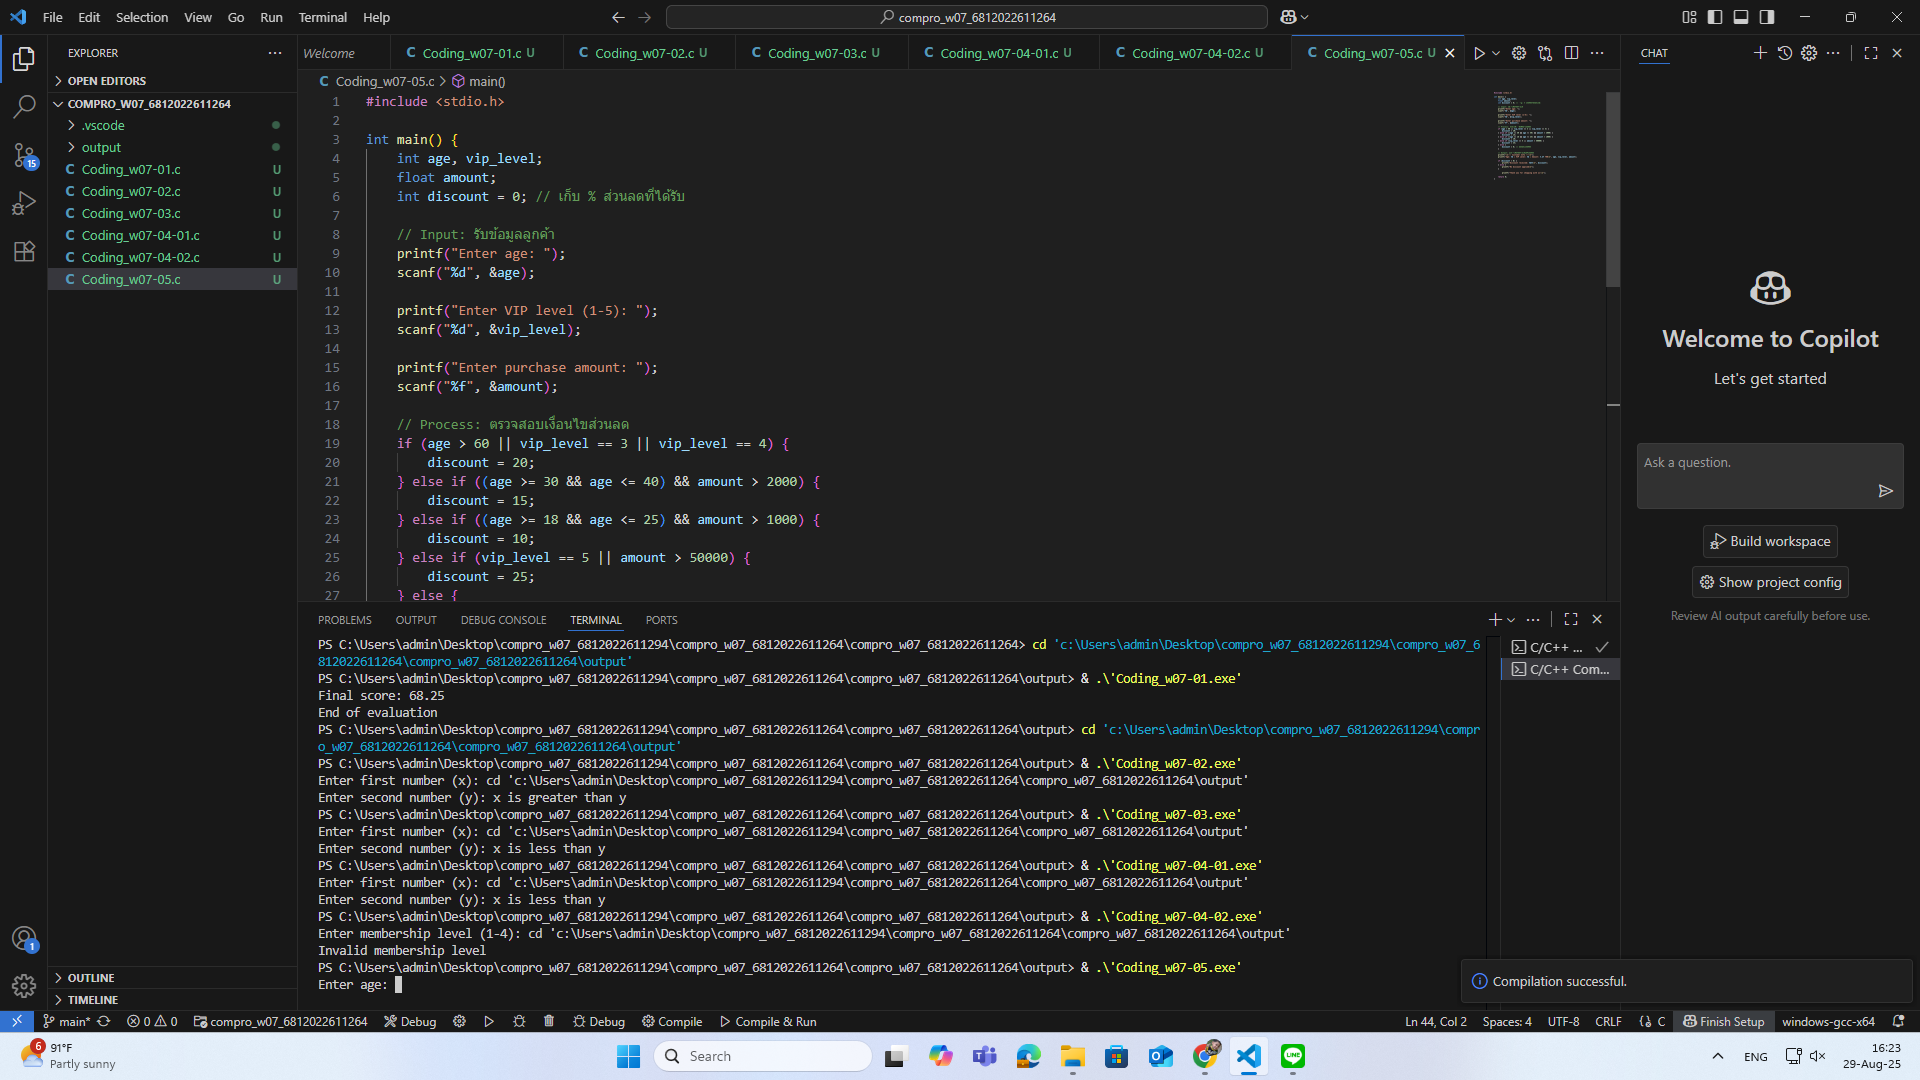 File Edit Selection View Go Run Terminal Help
compro_w07_6812022611264
EXPLORER
OPEN EDITORS
COMPRO_W07_6812022611264
.vscode
output
Coding_w07-01.c U
Coding_w07-02.c U
Coding_w07-03.c U
Coding_w07-04-01.c U
Coding_w07-04-02.c U
Coding_w07-05.c U
OUTLINE
TIMELINE
15
1
Welcome
C Coding_w07-01.c U
C Coding_w07-02.c U
C Coding_w07-03.c U
C Coding_w07-04-01.c U
C Coding_w07-04-02.c U
C Coding_w07-05.c U
C Coding_w07-05.c > main()
1 #include <stdio.h>
2
3 int main() {
4 int age, vip_level;
5 float amount;
6 int discount = 0; // เก็บ % ส่วนลดที่ได้รับ
7
8 // Input: รับข้อมูลลูกค้า
9 printf("Enter age: ");
10 scanf("%d", &age);
11
12 printf("Enter VIP level (1-5): ");
13 scanf("%d", &vip_level);
14
15 printf("Enter purchase amount: ");
16 scanf("%f", &amount);
17
18 // Process: ตรวจสอบเงื่อนไขส่วนลด
19 if (age > 60 || vip_level == 3 || vip_level == 4) {
20 discount = 20;
21 } else if ((age >= 30 && age <= 40) && amount > 2000) {
22 discount = 15;
23 } else if ((age >= 18 && age <= 25) && amount > 1000) {
24 discount = 10;
25 } else if (vip_level == 5 || amount > 50000) {
26 discount = 25;
27 } else {
PROBLEMS OUTPUT DEBUG CONSOLE TERMINAL PORTS
PS C:\Users\admin\Desktop\compro_w07_6812022611294\compro_w07_6812022611264\compro_w07_6812022611264> cd 'c:\Users\admin\Desktop\compro_w07_6812022611294\compro_w07_6
812022611264\compro_w07_6812022611264\output'
PS C:\Users\admin\Desktop\compro_w07_6812022611294\compro_w07_6812022611264\compro_w07_6812022611264\output> & .\'Coding_w07-01.exe'
Final score: 68.25
End of evaluation
PS C:\Users\admin\Desktop\compro_w07_6812022611294\compro_w07_6812022611264\compro_w07_6812022611264\output> cd 'c:\Users\admin\Desktop\compro_w07_6812022611294\compr
o_w07_6812022611264\compro_w07_6812022611264\output'
PS C:\Users\admin\Desktop\compro_w07_6812022611294\compro_w07_6812022611264\compro_w07_6812022611264\output> & .\'Coding_w07-02.exe'
Enter first number (x): cd 'c:\Users\admin\Desktop\compro_w07_6812022611294\compro_w07_6812022611264\compro_w07_6812022611264\output'
Enter second number (y): x is greater than y
PS C:\Users\admin\Desktop\compro_w07_6812022611294\compro_w07_6812022611264\compro_w07_6812022611264\output> & .\'Coding_w07-03.exe'
Enter first number (x): cd 'c:\Users\admin\Desktop\compro_w07_6812022611294\compro_w07_6812022611264\compro_w07_6812022611264\output'
Enter second number (y): x is less than y
PS C:\Users\admin\Desktop\compro_w07_6812022611294\compro_w07_6812022611264\compro_w07_6812022611264\output> & .\'Coding_w07-04-01.exe'
Enter first number (x): cd 'c:\Users\admin\Desktop\compro_w07_6812022611294\compro_w07_6812022611264\compro_w07_6812022611264\output'
Enter second number (y): x is less than y
PS C:\Users\admin\Desktop\compro_w07_6812022611294\compro_w07_6812022611264\compro_w07_6812022611264\output> & .\'Coding_w07-04-02.exe'
Enter membership level (1-4): cd 'c:\Users\admin\Desktop\compro_w07_6812022611294\compro_w07_6812022611264\compro_w07_6812022611264\output'
Invalid membership level
PS C:\Users\admin\Desktop\compro_w07_6812022611294\compro_w07_6812022611264\compro_w07_6812022611264\output> & .\'Coding_w07-05.exe'
Enter age:
C/C++ ...
C/C++ Com...
CHAT
Welcome to Copilot
Let's get started
Ask a question.
Build workspace
Show project config
Review AI output carefully before use.
Compilation successful.
main* 0 0 compro_w07_6812022611264 Debug Debug Compile Compile & Run
Ln 44, Col 2 Spaces: 4 UTF-8 CRLF {} C Finish Setup windows-gcc-x64
6
91°F
Partly sunny
Search
LINE
ENG
16:23
29-Aug-25